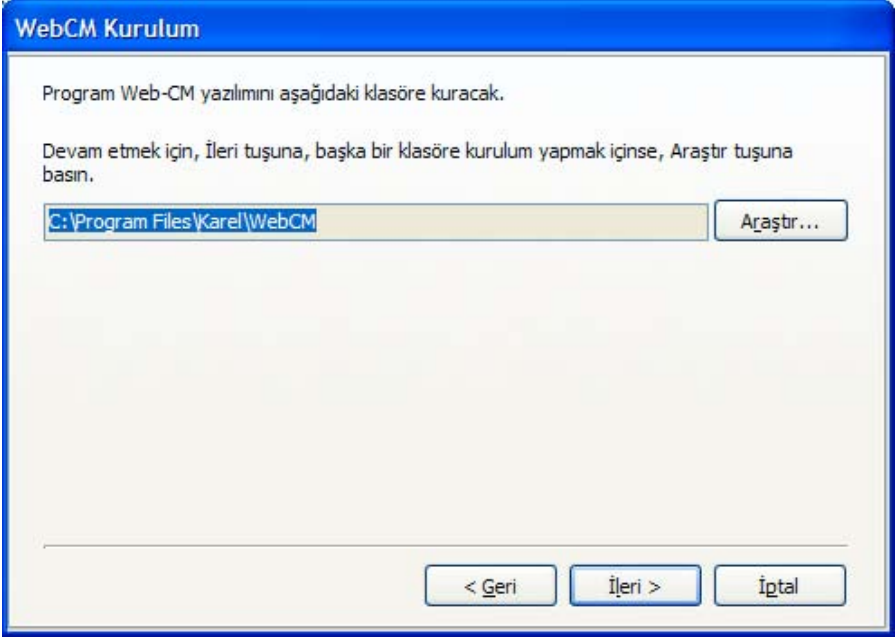 WebCM Kurulum
Program Web-CM yazılımını aşağıdaki klasöre kuracak.
Devam etmek için, İleri tuşuna, başka bir klasöre kurulum yapmak içinse, Araştır tuşuna
basın.
C:\Program Files\Karel\WebCM
Araştır...
< Geri
İleri >
İptal